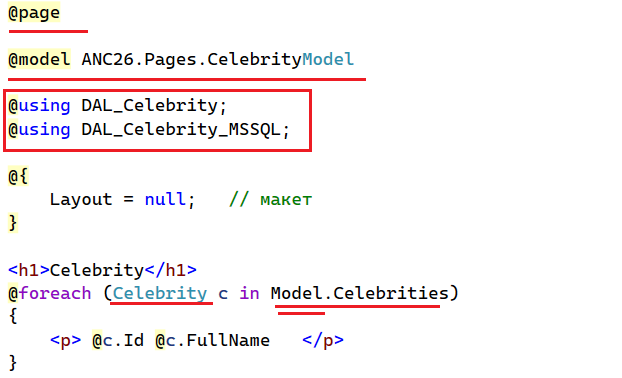 @page
@model ANC26.Pages.CelebrityModel
@using DAL_Celebrity;
@using DAL_Celebrity_MSSQL;
@{
    Layout = null;   // макет
}
<h1>Celebrity</h1>
@foreach (Celebrity c in Model.Celebrities)
{
    <p> @c.Id @c.FullName   </p>
}